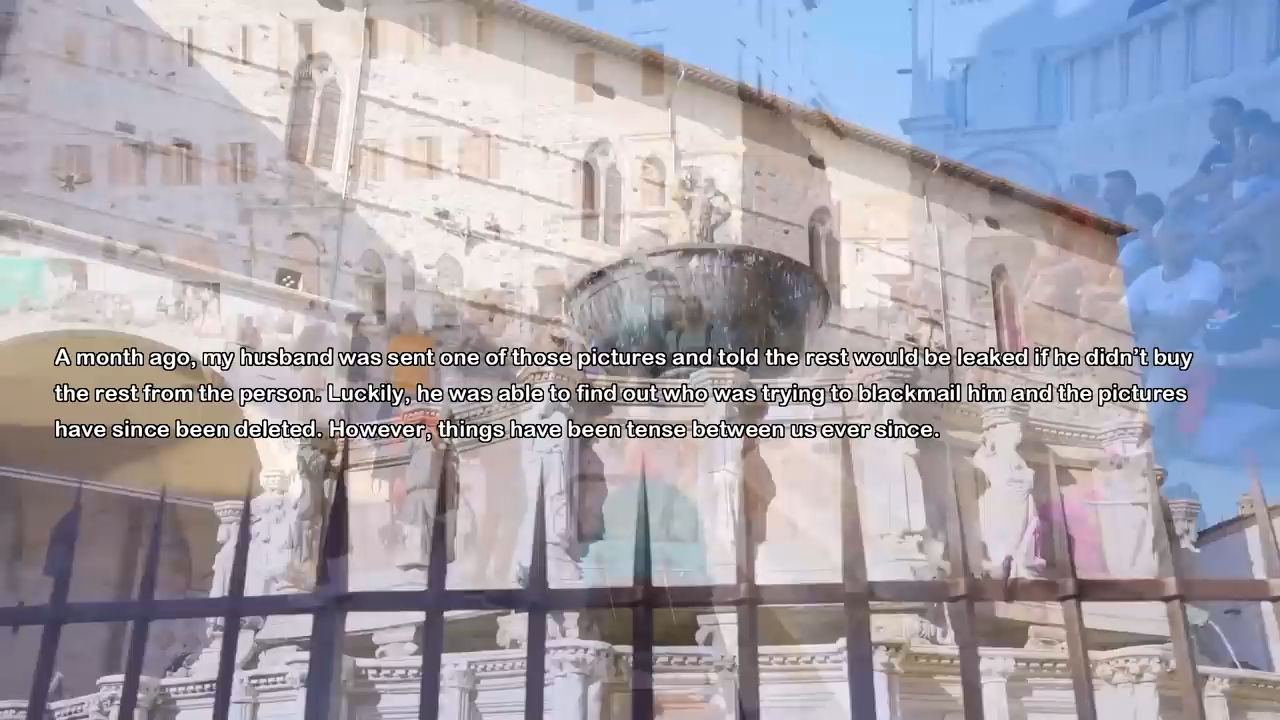 A month ago, my husband was sent one of those pictures and told the rest would be leaked if he didn't buy
the rest from the person. Luckily, he was able to find out who was trying to blackmail him and the pictures
have since been deleted. However, things have been tense between us ever since.